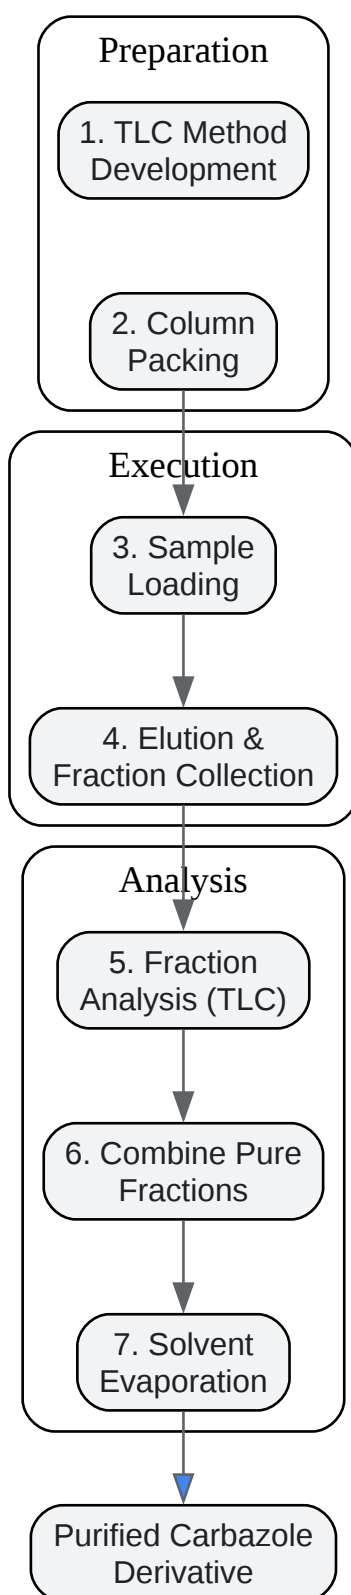 Preparation
1. TLC Method
Development
2. Column
Packing
Execution
3. Sample
Loading
4. Elution &
Fraction Collection
Analysis
5. Fraction
Analysis (TLC)
6. Combine Pure
Fractions
7. Solvent
Evaporation
Purified Carbazole
Derivative